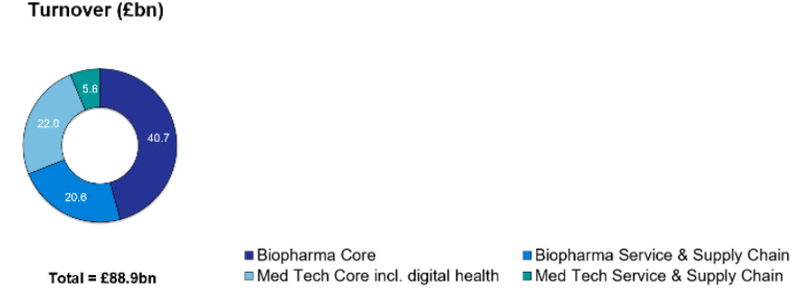 Turnover (£bn)
5.6
22.0
40.7
20.6
Total = £88.9bn
Biopharma Core
Biopharma Service & Supply Chain
Med Tech Core incl. digital health
Med Tech Service & Supply Chain